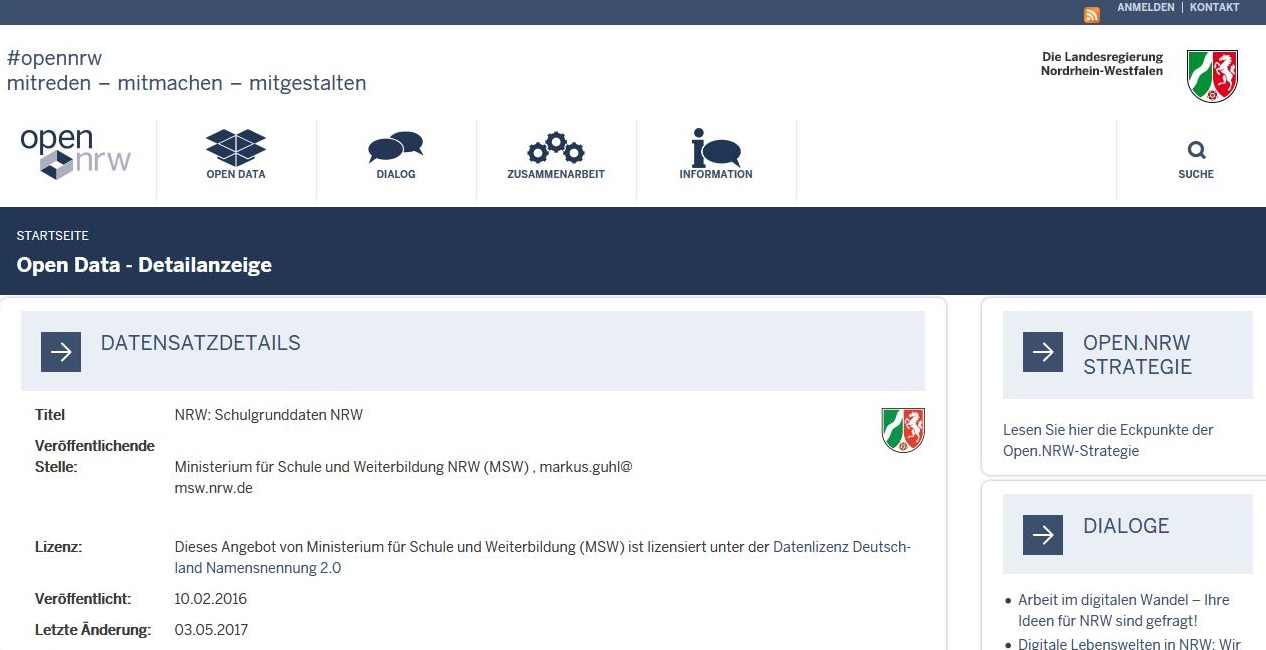 ANMELDEN | KONTAKT
#opennrw
mitreden – mitmachen – mitgestalten
Die Landesregierung
Nordrhein-Westfalen
open
nrw
OPEN DATA
DIALOG
ZUSAMMENARBEIT
INFORMATION
SUCHE
STARTSEITE
Open Data - Detailanzeige
DATENSATZDETAILS
Titel NRW: Schulgrunddaten NRW
Veröffentlichende
Stelle: Ministerium für Schule und Weiterbildung NRW (MSW) , markus.guhl@
msw.nrw.de
Lizenz: Dieses Angebot von Ministerium für Schule und Weiterbildung (MSW) ist lizensiert unter der Datenlizenz Deutsch-
land Namensnennung 2.0
Veröffentlicht: 10.02.2016
Letzte Änderung: 03.05.2017
OPEN.NRW
STRATEGIE
Lesen Sie hier die Eckpunkte der
Open.NRW-Strategie
DIALOGE
• Arbeit im digitalen Wandel – Ihre
Ideen für NRW sind gefragt!
• Digitale Lebenswelten in NRW: Wir